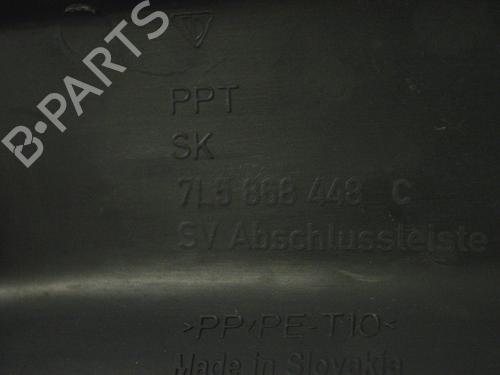 B-PARTS
PPT
SK
7L5 868 448 C
SV Abschlussleiste
>PP/PE-T10<
Made in Slovakia